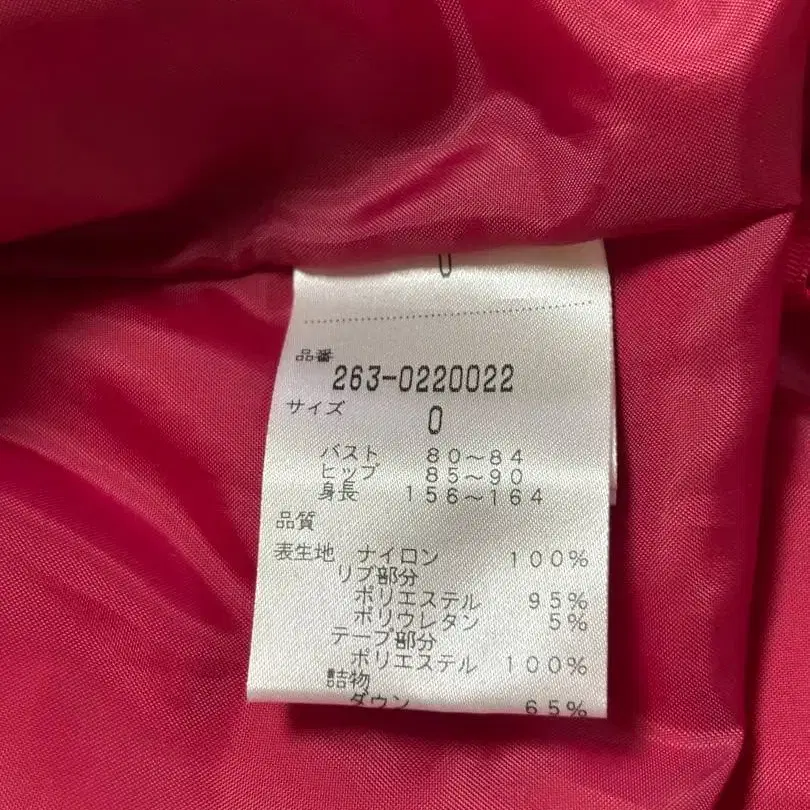 品番
263-0220022
サイズ
0
バスト 80～84
ヒップ 85～90
身長 156～164
品質
表生地 ナイロン 100%
リブ部分
ポリエステル 95%
ポリウレタン 5%
テープ部分
ポリエステル 100%
詰物
ダウン 65%